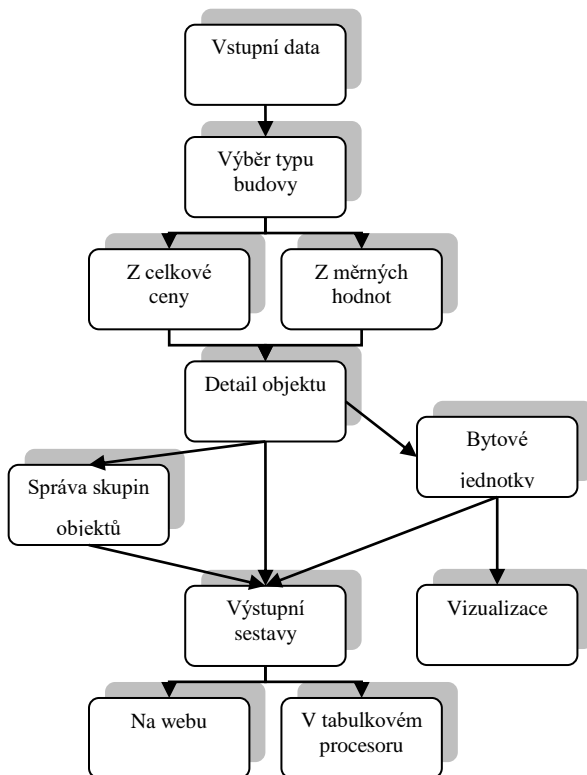 Vstupní data
Výběr typu
budovy
Z celkové
ceny
Z měrných
hodnot
Detail objektu
Bytové
jednotky
Správa skupin
objektů
Výstupní
sestavy
Vizualizace
Na webu
V tabulkovém
procesoru